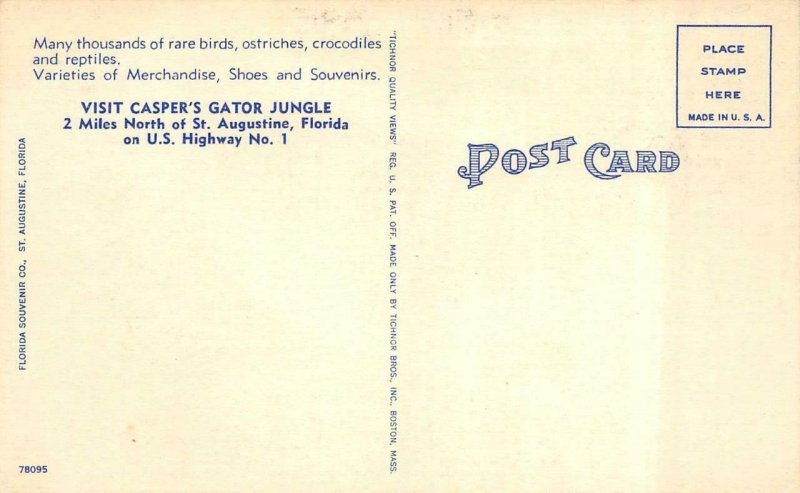 Many thousands of rare birds, ostriches, crocodiles
and reptiles.
Varieties of Merchandise, Shoes and Souvenirs.
VISIT CASPER'S GATOR JUNGLE
2 Miles North of St. Augustine, Florida
on U.S. Highway No. 1
FLORIDA SOUVENIR CO., ST. AUGUSTINE, FLORIDA
78095
"TICHNOR QUALITY VIEWS" REG. U. S. PAT. OFF. MADE ONLY BY TICHNOR BROS., INC., BOSTON, MASS.
POST CARD
PLACE
STAMP
HERE
MADE IN U. S. A.